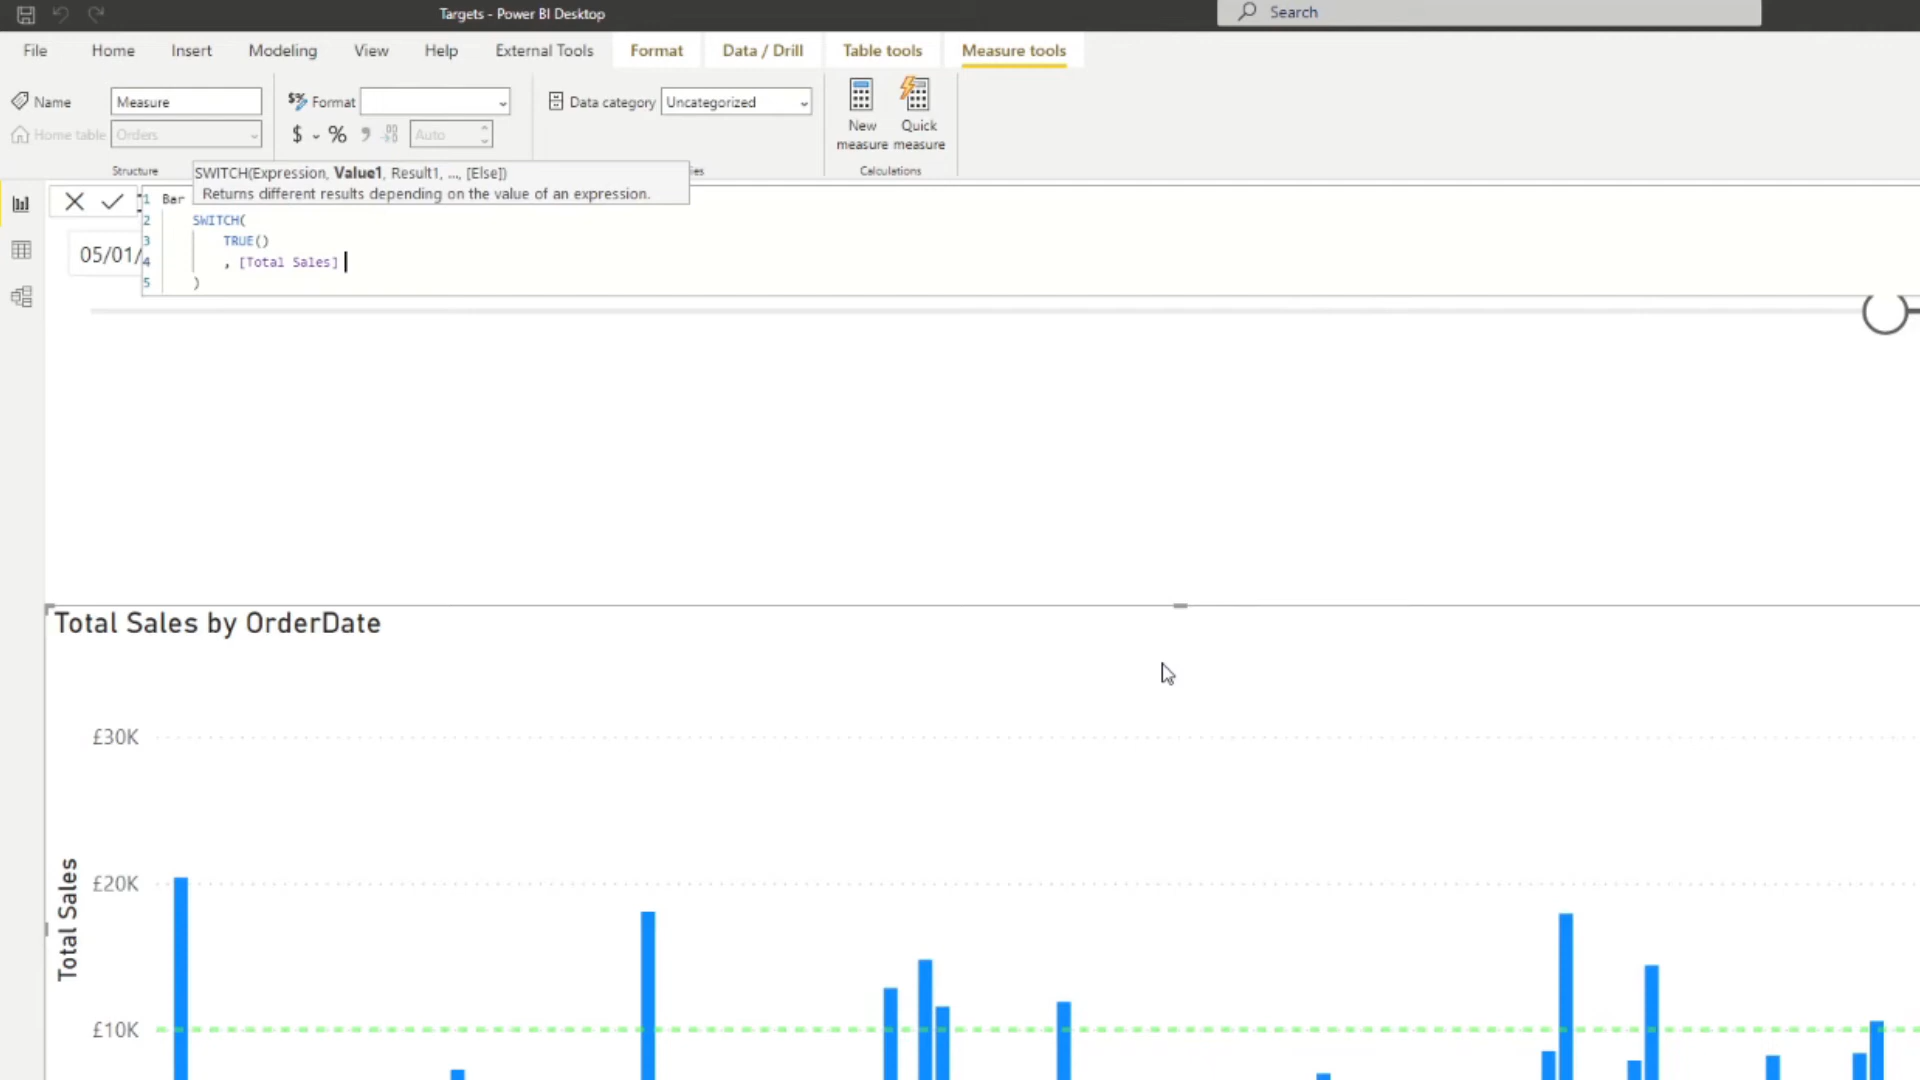 Targets - Power BI Desktop
Search
File Home Insert Modeling View Help External Tools Format Data / Drill Table tools Measure tools
Name Measure Format Data category Uncategorized
Home table Orders $ % Auto
New measure
Quick measure
Structure
Calculations
SWITCH(Expression, Value1, Result1, ..., [Else])
Returns different results depending on the value of an expression.
1 Bar
2 SWITCH(
3 TRUE()
4 , [Total Sales]
5 )
05/01/
Total Sales by OrderDate
£30K
£20K
£10K
Total Sales